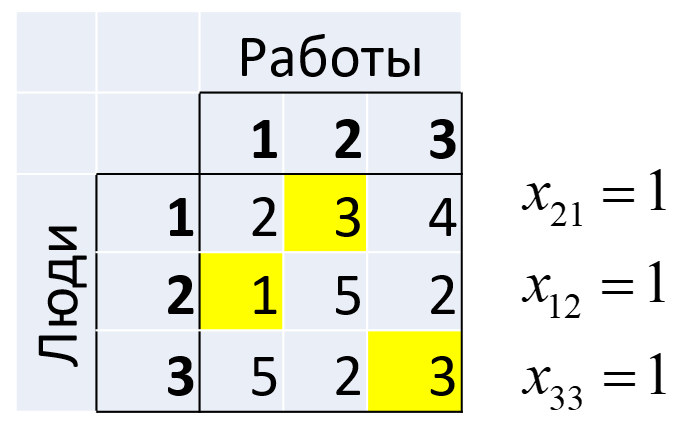 Работы
1 2 3
Люди
1 2 3 4
2 1 5 2
3 5 2 3
x₂₁ = 1
x₁₂ = 1
x₃₃ = 1